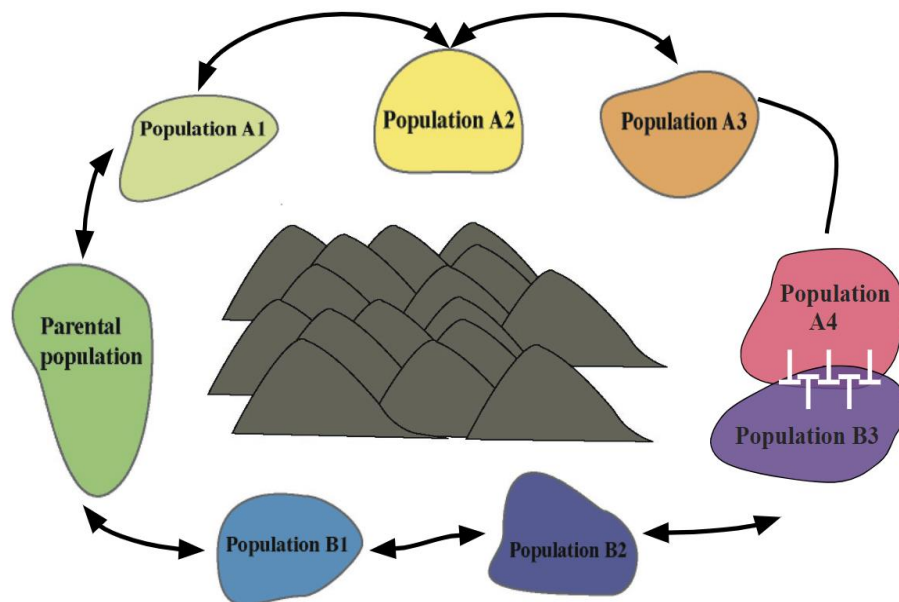 Population A1
Population A2
Population A3
Parental
population
Population
A4
Population B3
Population B1
Population B2